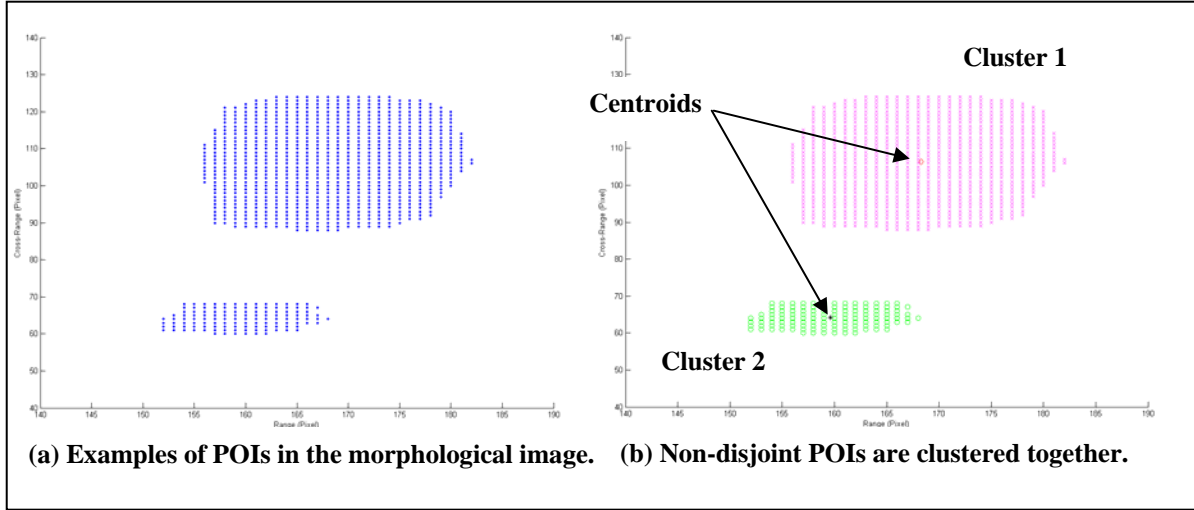 140
130
120
110
100
90
80
70
60
50
40
Cross-Range (Pixel)
140 145 150 155 160 165 170 175 180 185 190
Range (Pixel)
(a) Examples of POIs in the morphological image.
140
130
120
110
100
90
80
70
60
50
40
Cross-Range (Pixel)
Cluster 1
Centroids
Cluster 2
140 145 150 155 160 165 170 175 180 185 190
Range (Pixel)
(b) Non-disjoint POIs are clustered together.